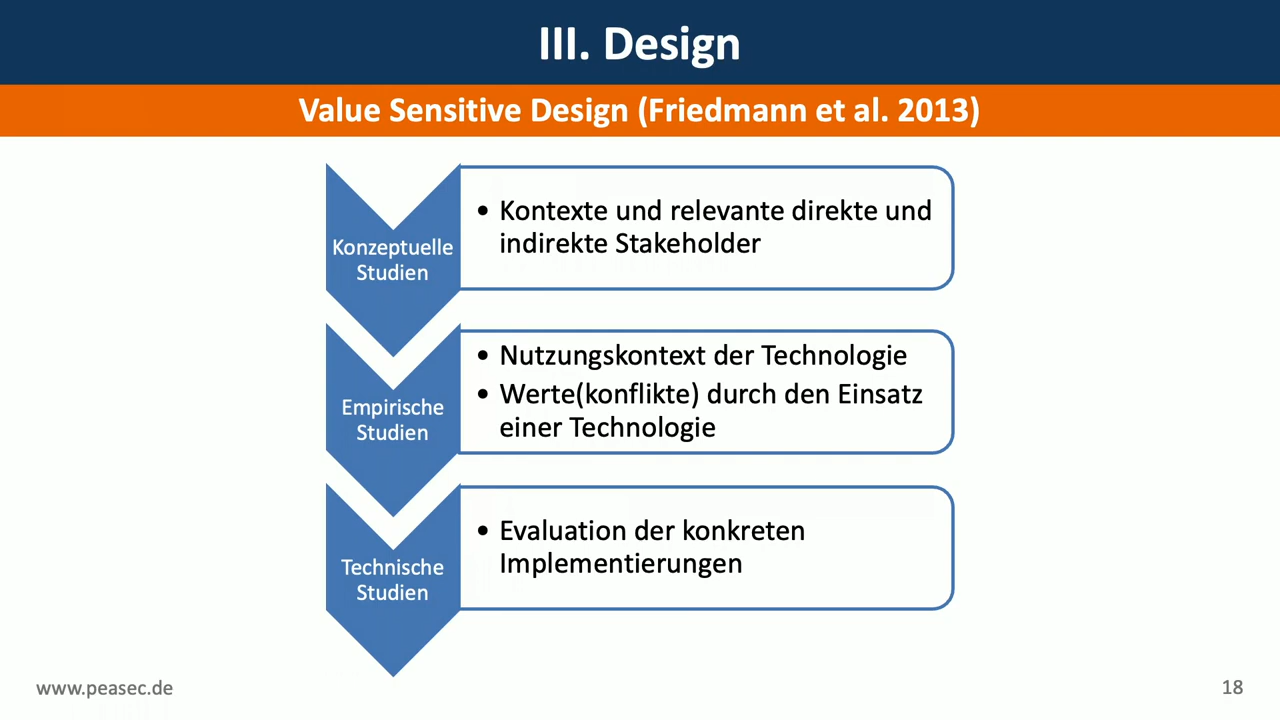 III. Design
Value Sensitive Design (Friedmann et al. 2013)
Konzeptuelle
Studien
• Kontexte und relevante direkte und
indirekte Stakeholder
Empirische
Studien
• Nutzungskontext der Technologie
• Werte(konflikte) durch den Einsatz
einer Technologie
Technische
Studien
• Evaluation der konkreten
Implementierungen
www.peasec.de
18